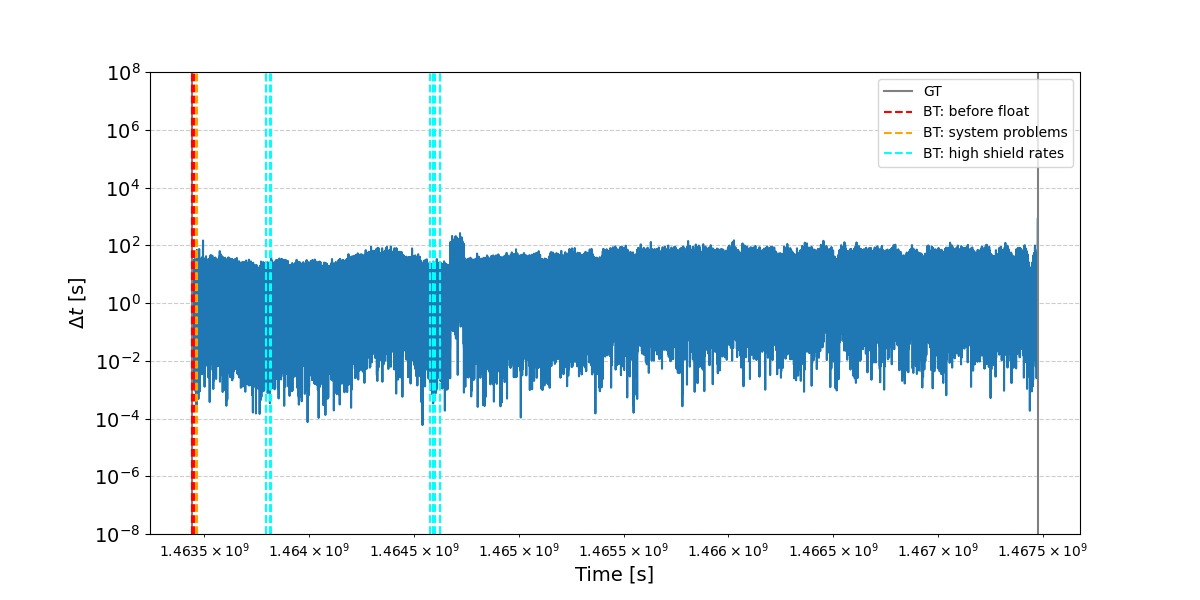 10^8
10^6
10^4
10^2
10^0
10^−2
10^−4
10^−6
10^−8
Δt [s]
GT
BT: before float
BT: system problems
BT: high shield rates
1.4635 × 10^9 1.464 × 10^9 1.4645 × 10^9 1.465 × 10^9 1.4655 × 10^9 1.466 × 10^9 1.4665 × 10^9 1.467 × 10^9 1.4675 × 10^9
Time [s]